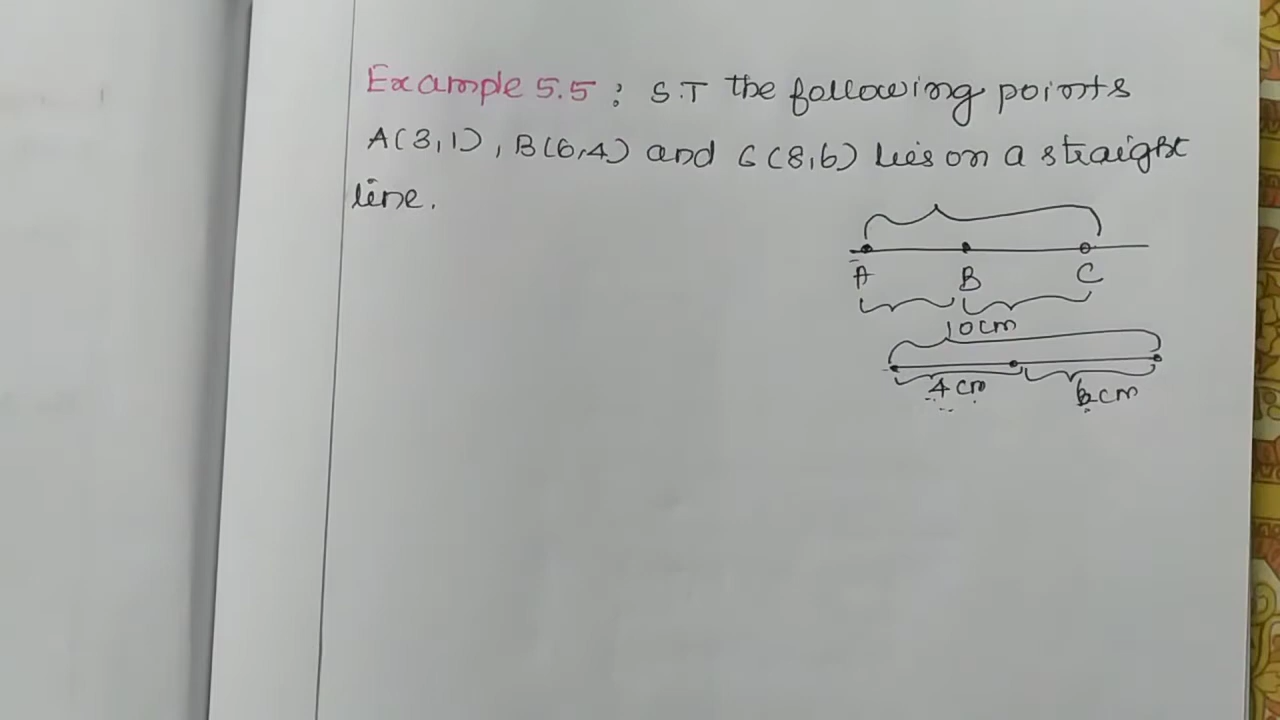 Example 5.5 : S.T the following points
A(3,1), B(6,4) and C(8,6) lies on a straight
line.
A B C
10cm
4cm 6cm